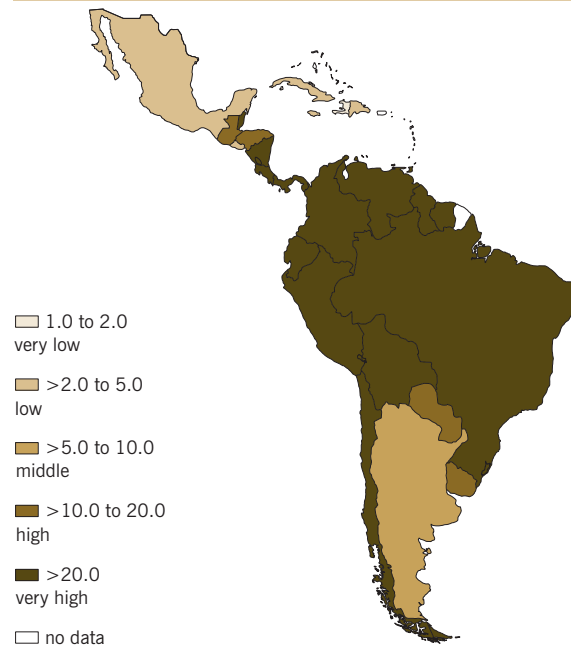 1.0 to 2.0
very low
>2.0 to 5.0
low
>5.0 to 10.0
middle
>10.0 to 20.0
high
>20.0
very high
no data